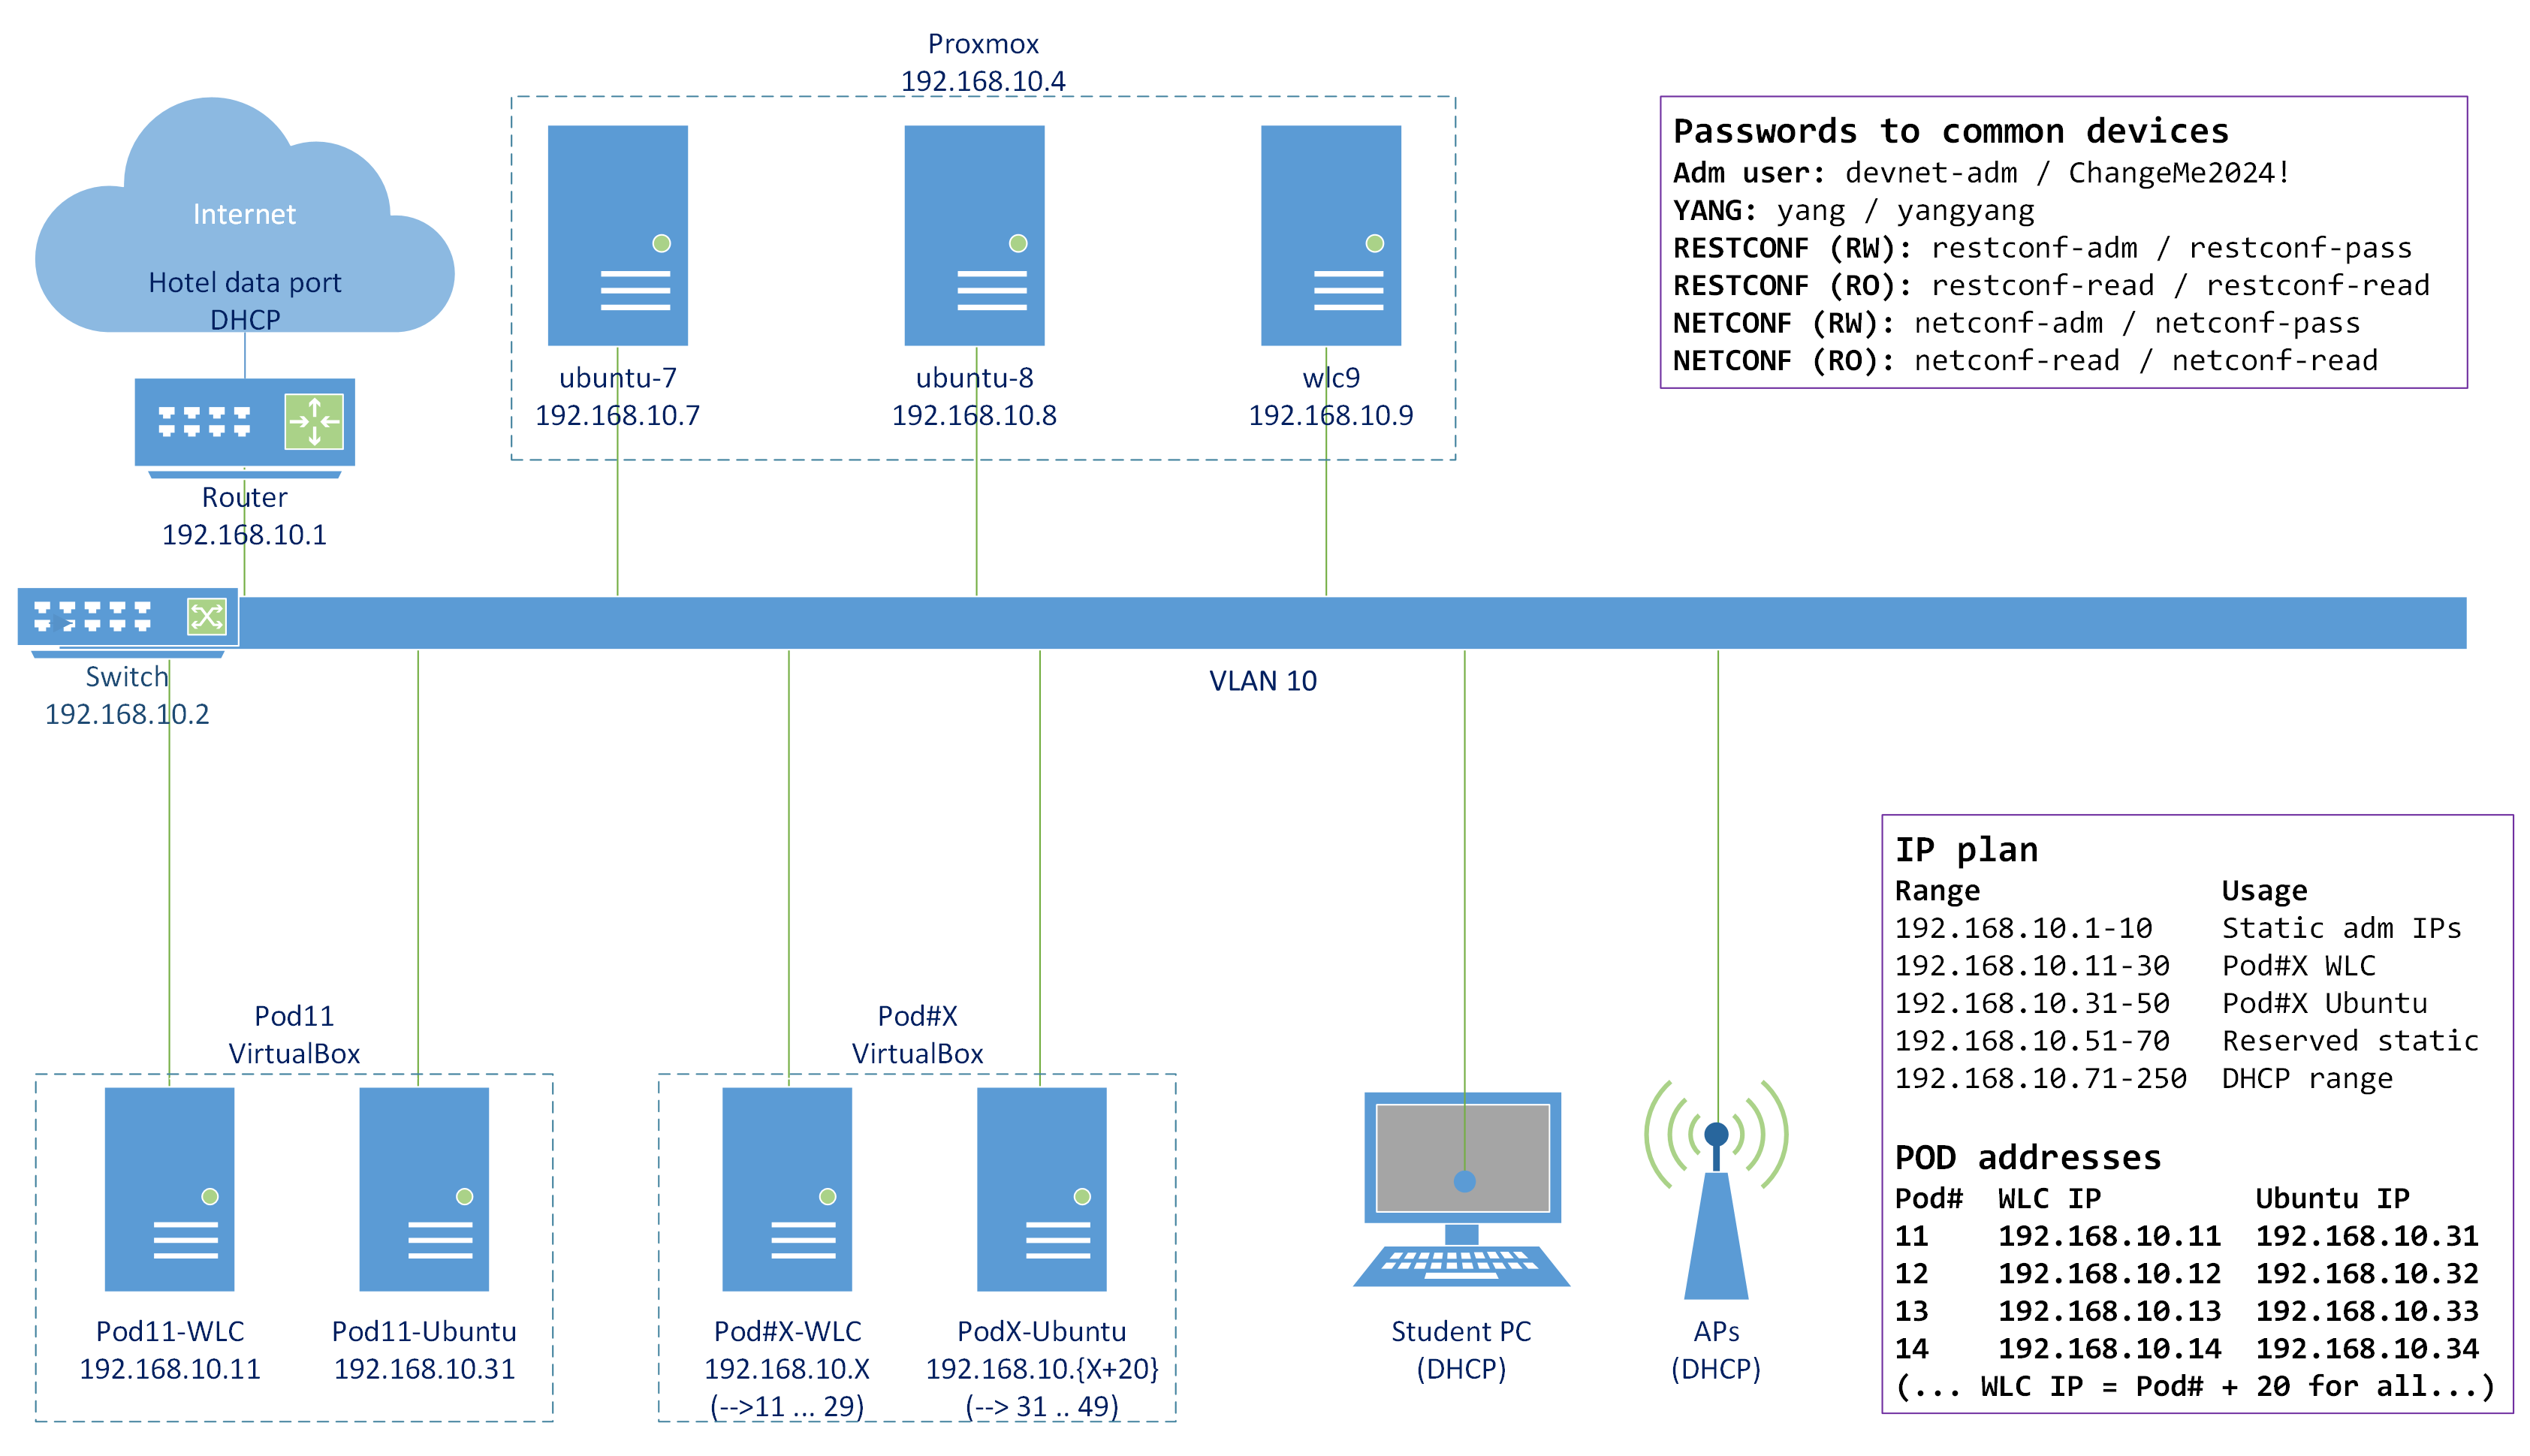 Proxmox
192.168.10.4
Internet
Hotel data port
DHCP
Router
192.168.10.1
ubuntu-7
192.168.10.7
ubuntu-8
192.168.10.8
wlc9
192.168.10.9
Passwords to common devices
Adm user: devnet-adm / ChangeMe2024!
YANG: yang / yangyang
RESTCONF (RW): restconf-adm / restconf-pass
RESTCONF (RO): restconf-read / restconf-read
NETCONF (RW): netconf-adm / netconf-pass
NETCONF (RO): netconf-read / netconf-read
Switch
192.168.10.2
VLAN 10
Pod11
VirtualBox
Pod11-WLC
192.168.10.11
Pod11-Ubuntu
192.168.10.31
Pod#X
VirtualBox
Pod#X-WLC
192.168.10.X
(-->11 ... 29)
PodX-Ubuntu
192.168.10.{X+20}
(--> 31 .. 49)
Student PC
(DHCP)
APs
(DHCP)
IP plan
Range Usage
192.168.10.1-10 Static adm IPs
192.168.10.11-30 Pod#X WLC
192.168.10.31-50 Pod#X Ubuntu
192.168.10.51-70 Reserved static
192.168.10.71-250 DHCP range
POD addresses
Pod# WLC IP Ubuntu IP
11 192.168.10.11 192.168.10.31
12 192.168.10.12 192.168.10.32
13 192.168.10.13 192.168.10.33
14 192.168.10.14 192.168.10.34
(... WLC IP = Pod# + 20 for all...)